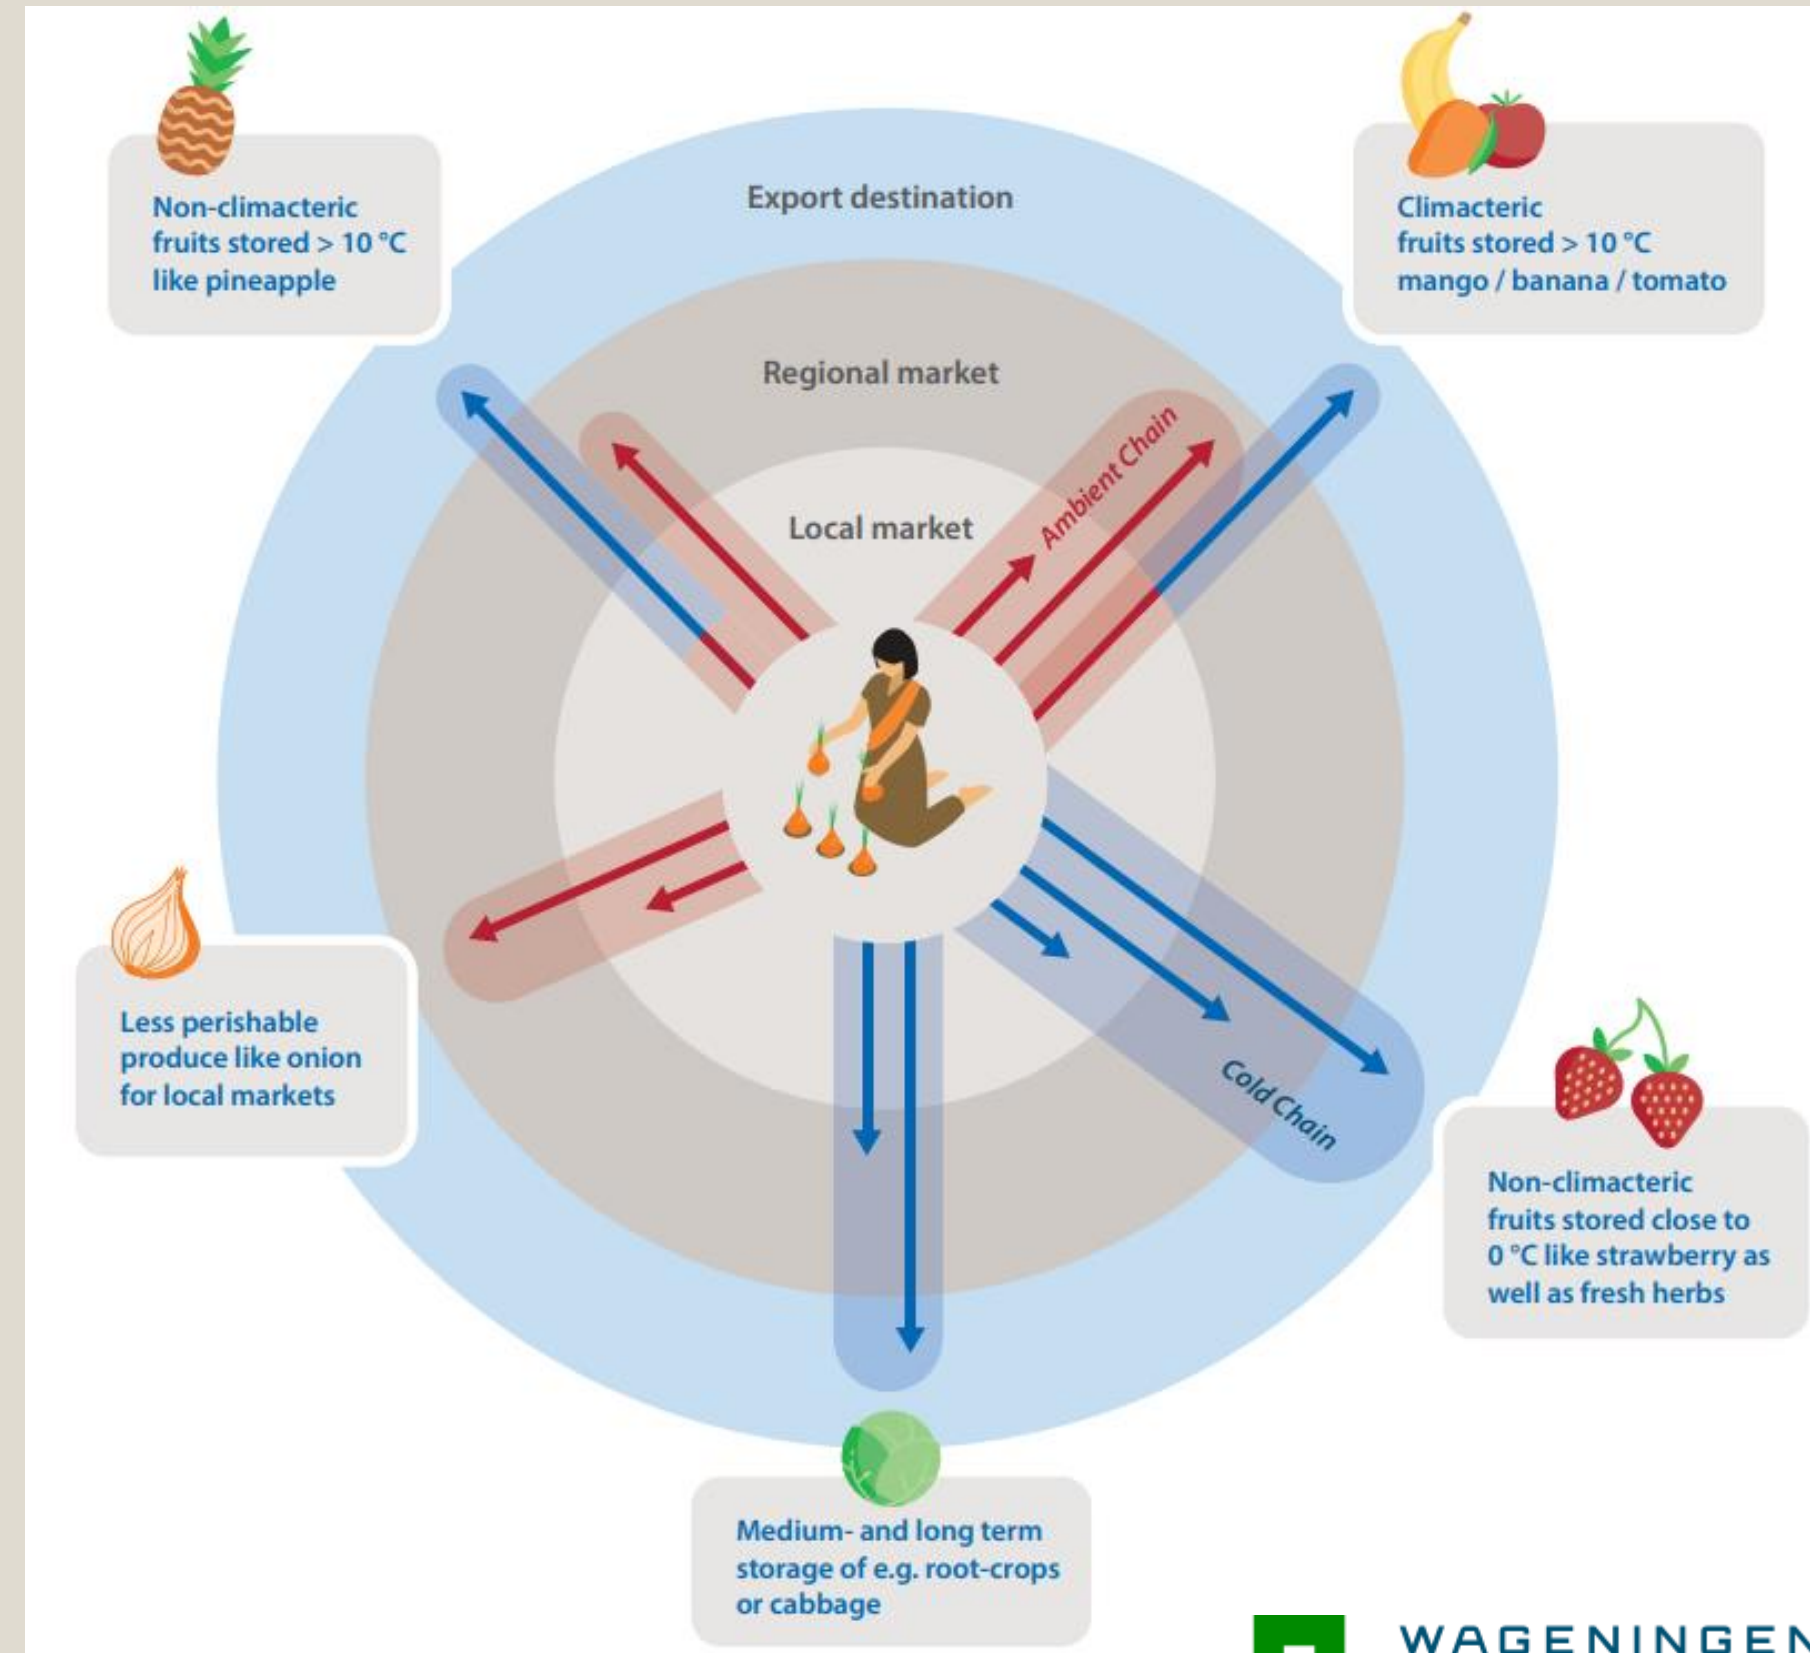 Non-climacteric
fruits stored > 10 °C
like pineapple
Climacteric
fruits stored > 10 °C
mango / banana / tomato
Export destination
Regional market
Local market
Ambient Chain
Cold Chain
Less perishable
produce like onion
for local markets
Non-climacteric
fruits stored close to
0 °C like strawberry as
well as fresh herbs
Medium- and long term
storage of e.g. root-crops
or cabbage
WAGENINGEN